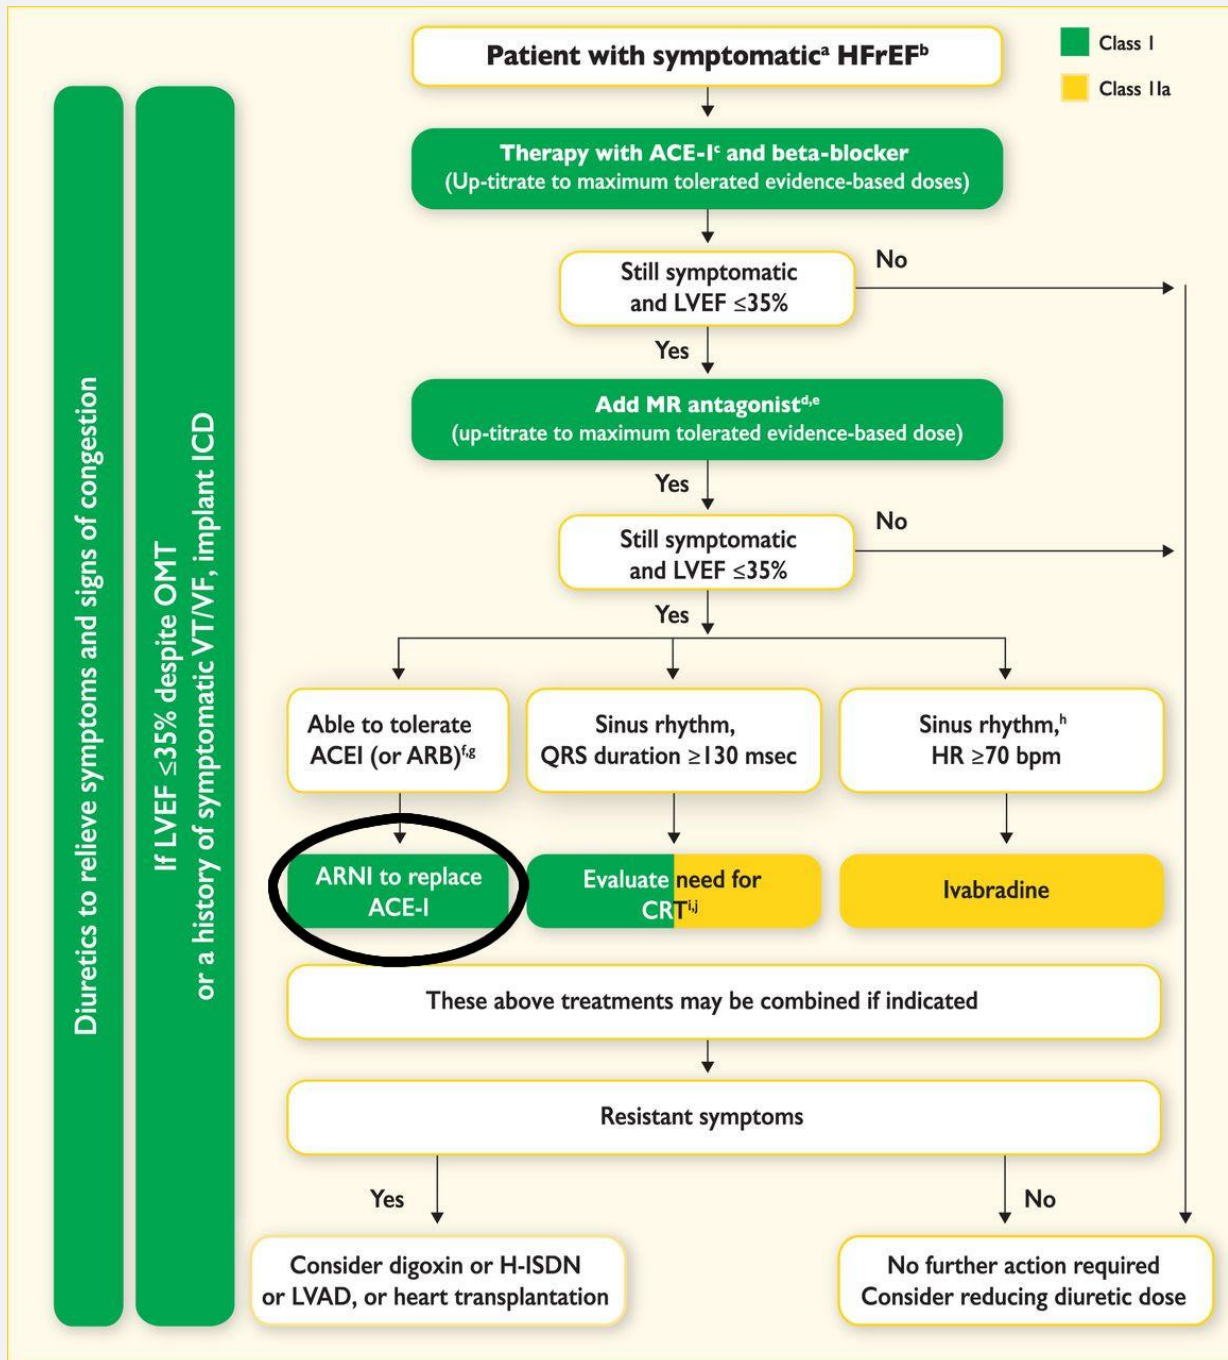 Patient with symptomaticᵃ HFrEFᵇ
Class I
Class IIa
Therapy with ACE-Iᶜ and beta-blocker
(Up-titrate to maximum tolerated evidence-based doses)
Still symptomatic
and LVEF ≤35%
No
Yes
Add MR antagonistᵈ,ᵉ
(up-titrate to maximum tolerated evidence-based dose)
Yes
Still symptomatic
and LVEF ≤35%
No
Yes
Able to tolerate
ACEI (or ARB)ᶠ,ᵍ
Sinus rhythm,
QRS duration ≥130 msec
Sinus rhythm,ʰ
HR ≥70 bpm
ARNI to replace
ACE-I
Evaluate need for
CRTⁱ,ʲ
Ivabradine
These above treatments may be combined if indicated
Resistant symptoms
Yes
No
Consider digoxin or H-ISDN
or LVAD, or heart transplantation
No further action required
Consider reducing diuretic dose
Diuretics to relieve symptoms and signs of congestion
If LVEF ≤35% despite OMT
or a history of symptomatic VT/VF, implant ICD